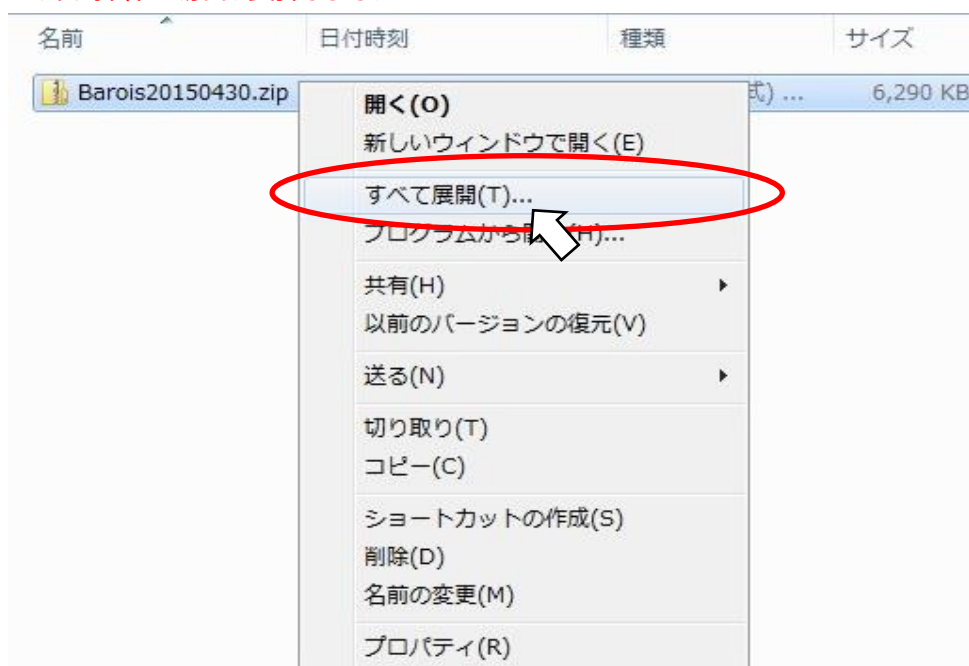 名前 日付時刻 種類 サイズ
Barois20150430.zip 式) ... 6,290 KB
開く(O)
新しいウィンドウで開く(E)
すべて展開(T)...
プログラムから開 (H)...
共有(H)
以前のバージョンの復元(V)
送る(N)
切り取り(T)
コピー(C)
ショートカットの作成(S)
削除(D)
名前の変更(M)
プロパティ(R)